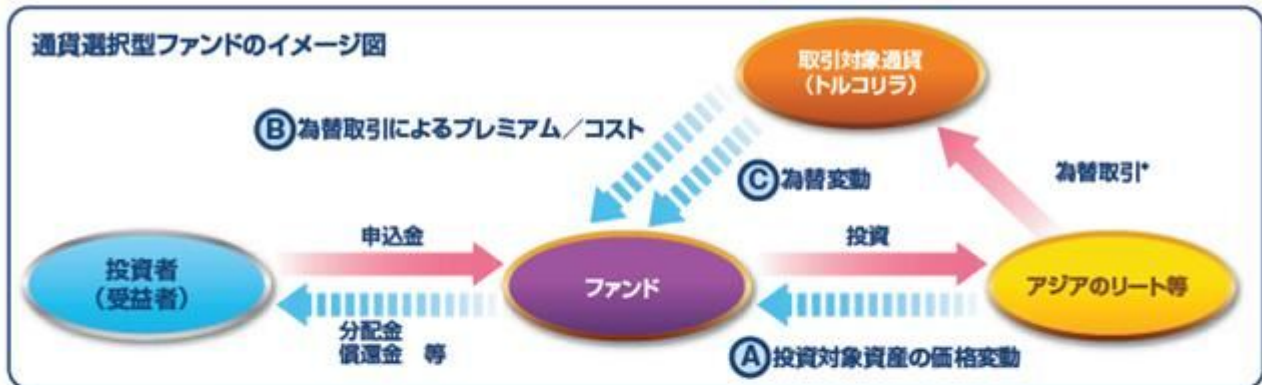 通貨選択型ファンドのイメージ図
取引対象通貨
(トルコリラ)
Ⓑ為替取引によるプレミアム/コスト
Ⓒ為替変動
為替取引*
申込金
投資
投資者
(受益者)
ファンド
アジアのリート等
分配金
償還金 等
Ⓐ投資対象資産の価格変動